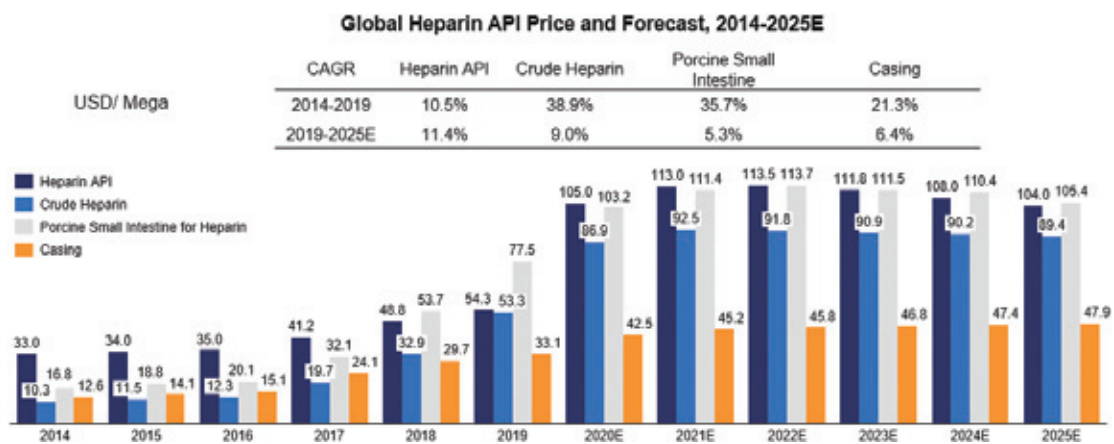 Global Heparin API Price and Forecast, 2014-2025E
CAGR Heparin API Crude Heparin Porcine Small Intestine Casing
USD/ Mega
2014-2019 10.5% 38.9% 35.7% 21.3%
2019-2025E 11.4% 9.0% 5.3% 6.4%
Heparin API
Crude Heparin
Porcine Small Intestine for Heparin
Casing
33.0 10.3 16.8 12.6
34.0 11.5 18.8 14.1
35.0 12.3 20.1 15.1
41.2 19.7 32.1 24.1
48.8 32.9 53.7 29.7
54.3 53.3 77.5 33.1
105.0 86.9 103.2 42.5
113.0 92.5 111.4 45.2
113.5 91.8 113.7 45.8
111.8 90.9 111.5 46.8
108.0 90.2 110.4 47.4
104.0 89.4 105.4 47.9
2014 2015 2016 2017 2018 2019 2020E 2021E 2022E 2023E 2024E 2025E